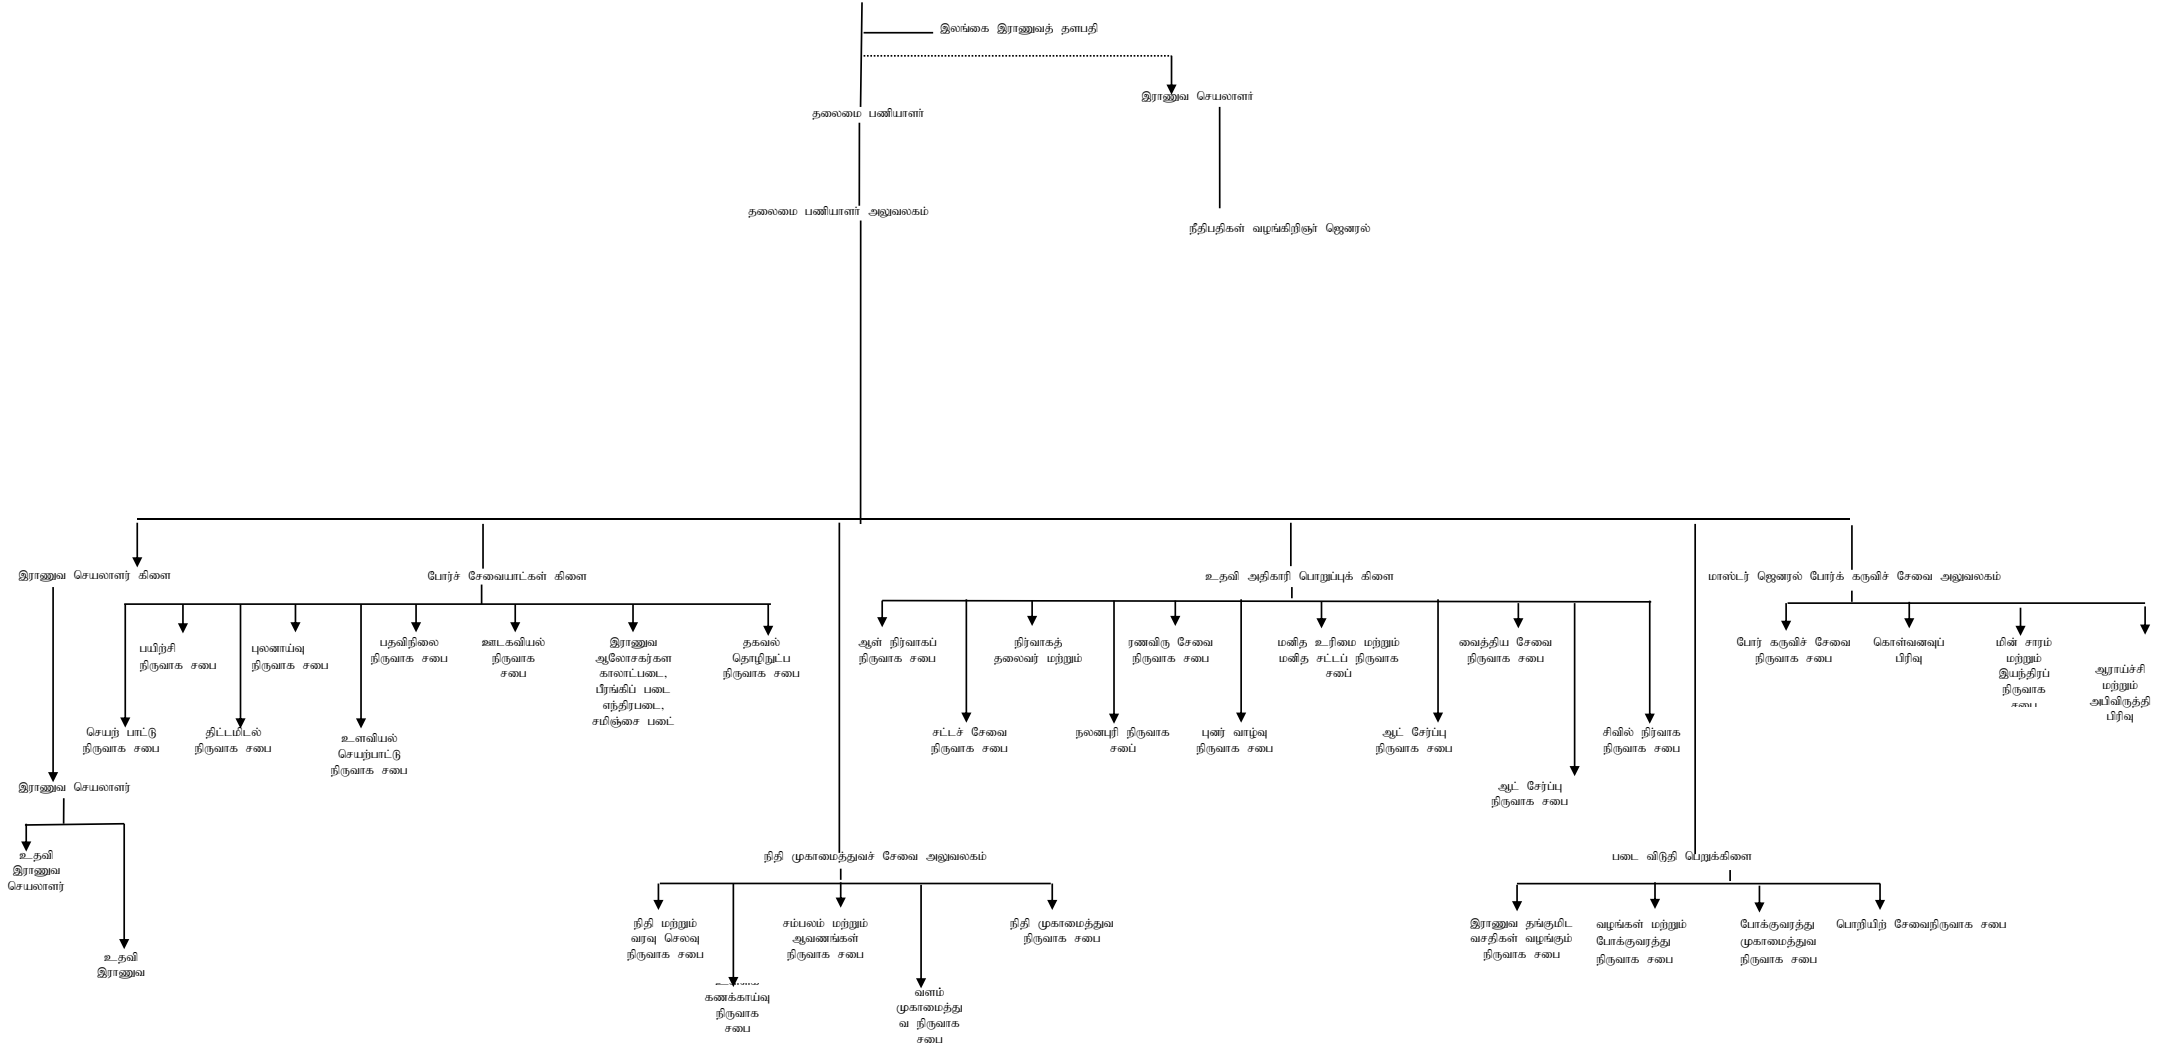 இலங்கை இராணுவத் தளபதி
இராணுவ செயலாளர்
தலைமை பணியாளர்
தலைமை பணியாளர் அலுவலகம்
நீதிபதிகள் வழங்கிறிஞர் ஜெனரல்
இராணுவ செயலாளர் கிளை
போர்ச் சேவையாட்கள் கிளை
உதவி அதிகாரி பொறுப்புக் கிளை
மாஸ்டர் ஜெனரல் போர்க் கருவிச் சேவை அலுவலகம்
பயிற்சி
நிருவாக சபை
புலனாய்வு
நிருவாக சபை
பதவிநிலை
நிருவாக சபை
ஊடகவியல்
நிருவாக
சபை
இராணுவ
ஆலோசகர்கள
காலாட்படை,
பீரங்கிப் படை
எந்திரபடை,
சமிஞ்சை படைட்
தகவல்
தொழிநுட்ப
நிருவாக சபை
ஆள் நிர்வாகப்
நிருவாக சபை
நிர்வாகத்
தலைவர் மற்றும்
ரணவிரு சேவை
நிருவாக சபை
மனித உரிமை மற்றும்
மனித சட்டப் நிருவாக
சபைப்
வைத்திய சேவை
நிருவாக சபை
போர் கருவிச் சேவை
நிருவாக சபை
கொள்வனவுப்
பிரிவு
மின் சாரம்
மற்றும்
இயந்திரப்
நிருவாக
சபை
ஆராய்ச்சி
மற்றும்
அபிவிருத்தி
பிரிவு
செயற் பாட்டு
நிருவாக சபை
திட்டமிடல்
நிருவாக சபை
உளவியல்
செயற்பாட்டு
நிருவாக சபை
சட்டச் சேவை
நிருவாக சபை
நலனபுரி நிருவாக
சபைப்
புனர் வாழ்வு
நிருவாக சபை
ஆட் சேர்ப்பு
நிருவாக சபை
சிவில் நிர்வாக
நிருவாக சபை
ஆட் சேர்ப்பு
நிருவாக சபை
இராணுவ செயலாளர்
உதவி
இராணுவ
செயலாளர்
உதவி
இராணுவ
நிதி முகாமைத்துவச் சேவை அலுவலகம்
படை விடுதி பெறுக்கிளை
நிதி மற்றும்
வரவு செலவு
நிருவாக சபை
சம்பலம் மற்றும்
ஆவணங்கள்
நிருவாக சபை
நிதி முகாமைத்துவ
நிருவாக சபை
கணக்காய்வு
நிருவாக
சபை
வளம்
முகாமைத்து
வ நிருவாக
சபை
இராணுவ தங்குமிட
வசதிகள் வழங்கும்
நிருவாக சபை
வழங்கள் மற்றும்
போக்குவரத்து
நிருவாக சபை
போக்குவரத்து
முகாமைத்துவ
நிருவாக சபை
பொறியிற் சேவைநிருவாக சபை